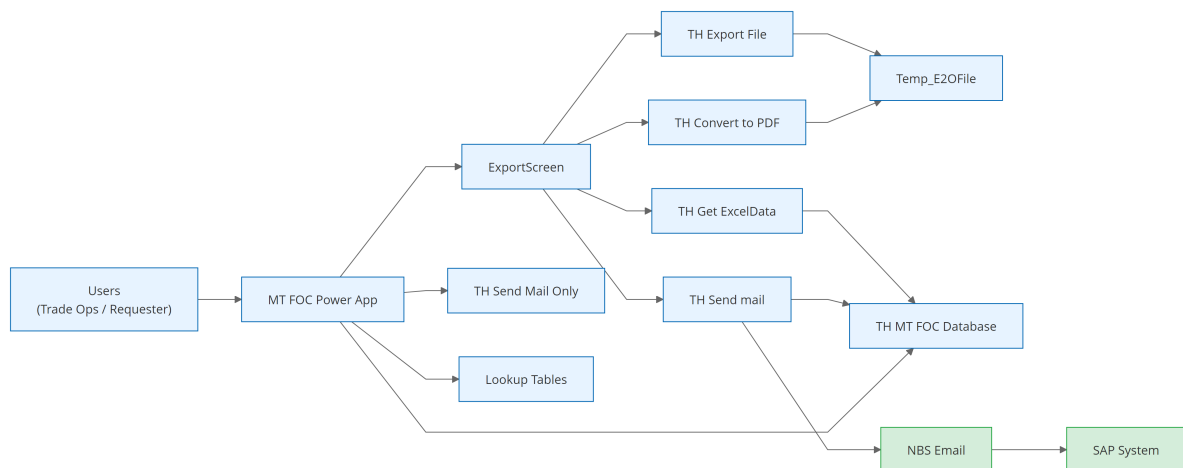 TH Export File
Temp_E2OFile
TH Convert to PDF
ExportScreen
TH Get ExcelData
Users
(Trade Ops / Requester)
MT FOC Power App
TH Send Mail Only
TH Send mail
TH MT FOC Database
Lookup Tables
NBS Email
SAP System